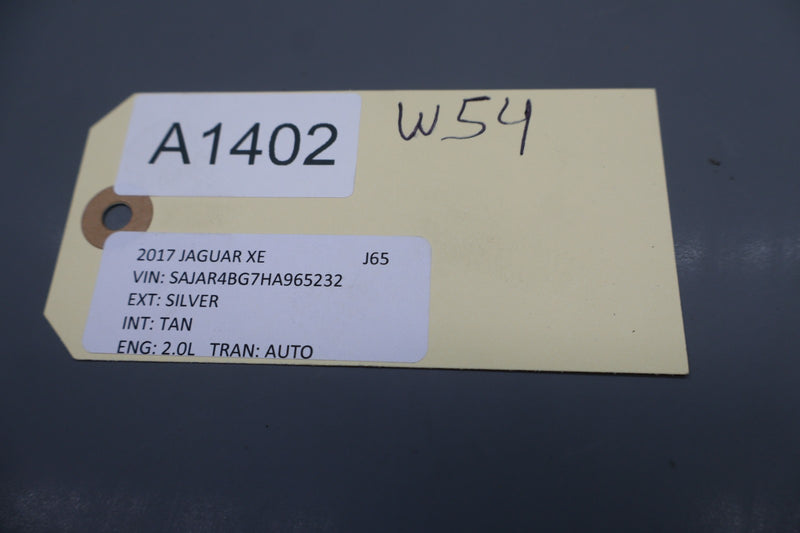 A1402
W54
2017 JAGUAR XE J65
VIN: SAJAR4BG7HA965232
EXT: SILVER
INT: TAN
ENG: 2.0L TRAN: AUTO